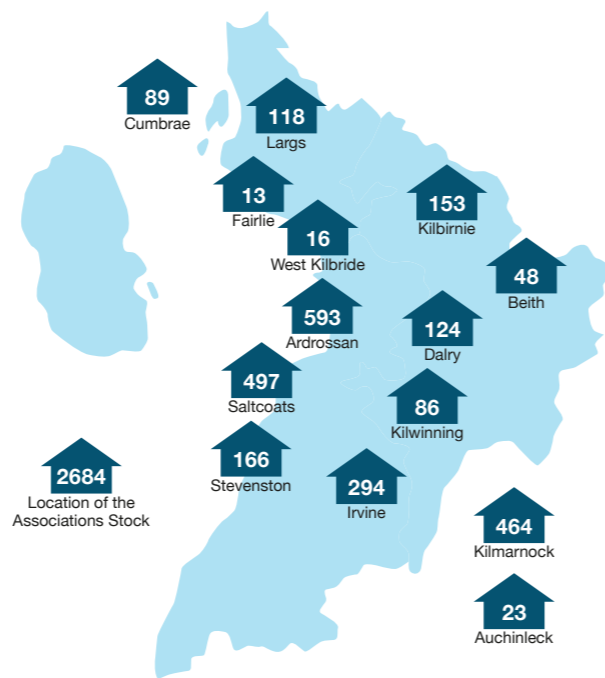 89
Cumbrae
118
Largs
13
Fairlie
153
Kilbirnie
16
West Kilbride
48
Beith
593
Ardrossan
124
Dalry
497
Saltcoats
86
Kilwinning
2684
Location of the
Associations Stock
166
Stevenston
294
Irvine
464
Kilmarnock
23
Auchinleck